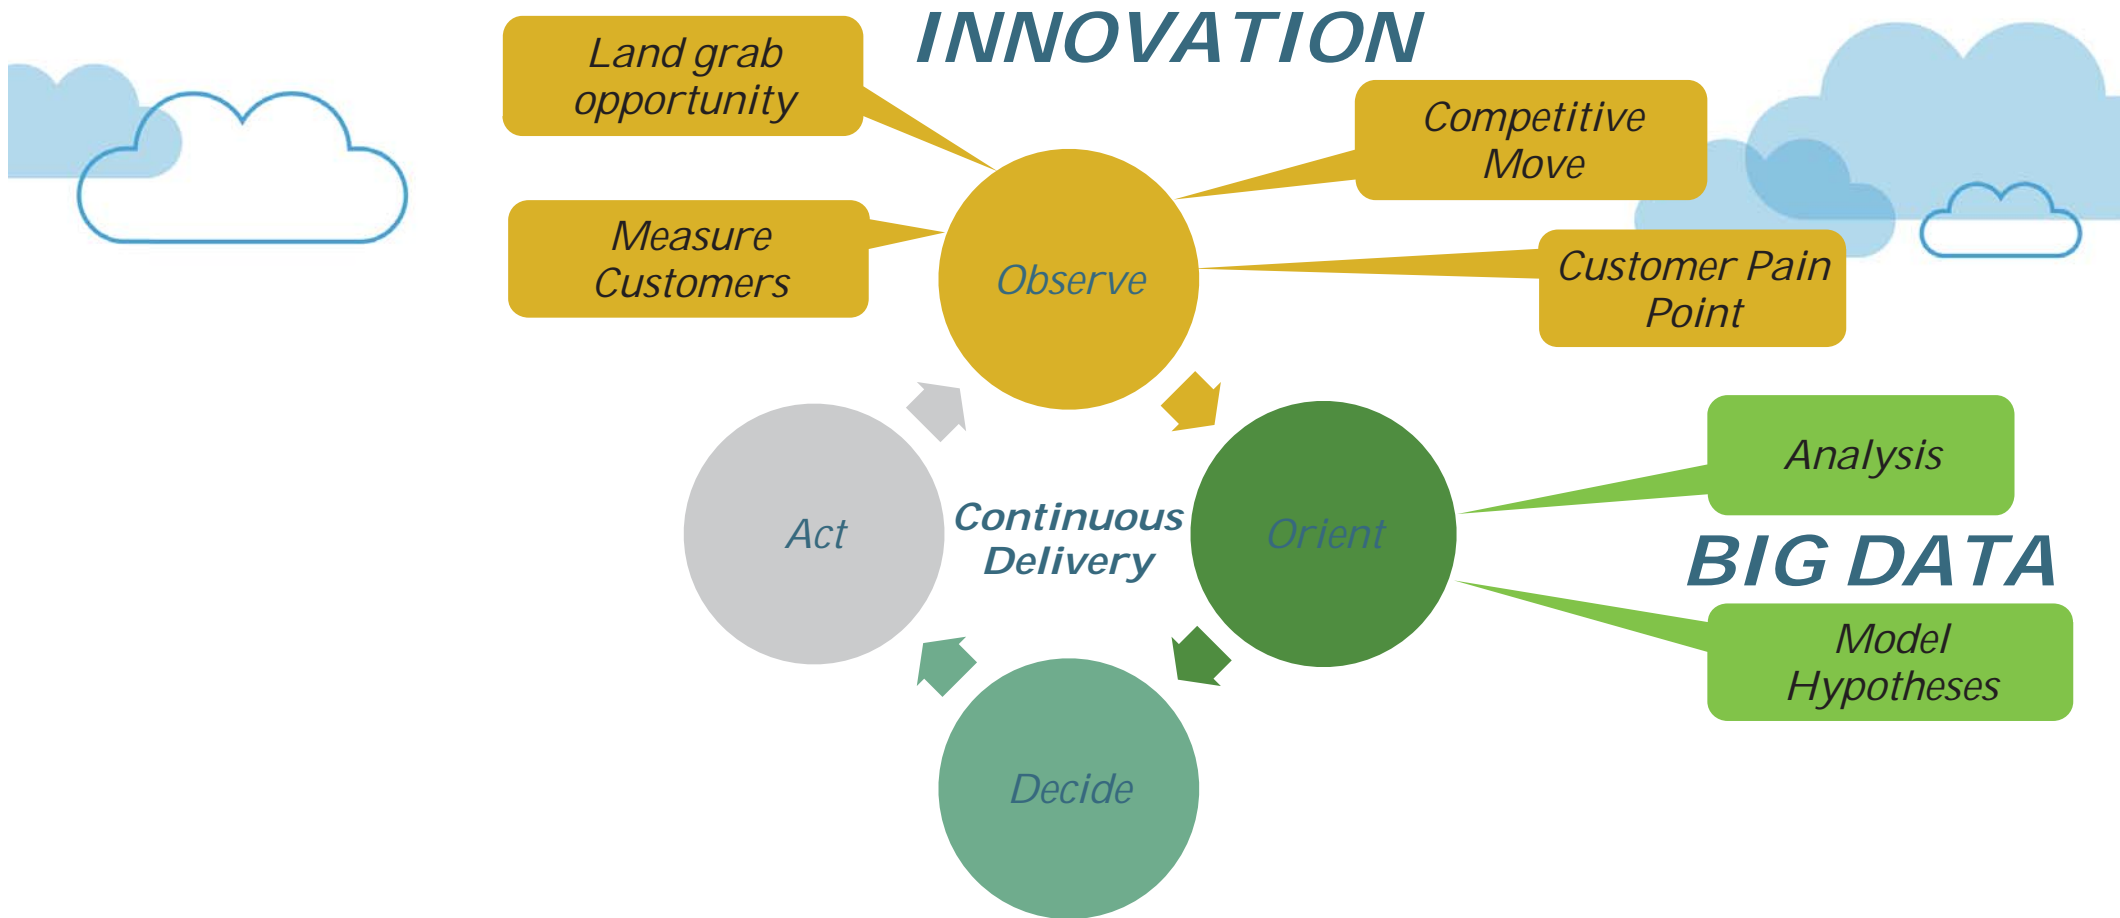 INNOVATION
Land grab
opportunity
Competitive
Move
Measure
Customers
Observe
Customer Pain
Point
Analysis
Act
Continuous
Delivery
Orient
BIG DATA
Model
Hypotheses
Decide